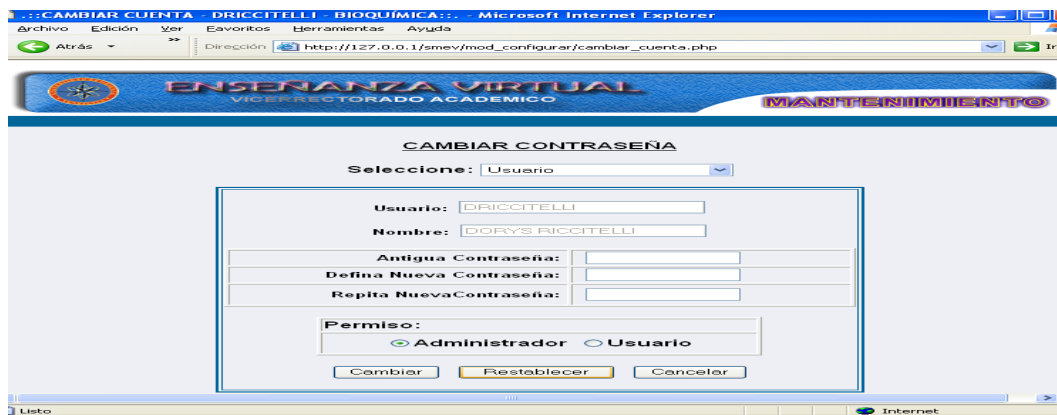 .::CAMBIAR CUENTA - DRICCITELLI - BIOQUÍMICA::. - Microsoft Internet Explorer
Archivo Edición Ver Favoritos Herramientas Ayuda
Atrás » Dirección http://127.0.0.1/smev/mod_configurar/cambiar_cuenta.php Ir
ENSEÑANZA VIRTUAL
VICERRECTORADO ACADEMICO
MANTENIMIENTO
CAMBIAR CONTRASEÑA
Seleccione: Usuario
Usuario: DRICCITELLI
Nombre: DORYS RICCITELLI
Antigua Contraseña:
Defina Nueva Contraseña:
Repita NuevaContraseña:
Permiso:
Administrador Usuario
Cambiar Restablecer Cancelar
Listo Internet